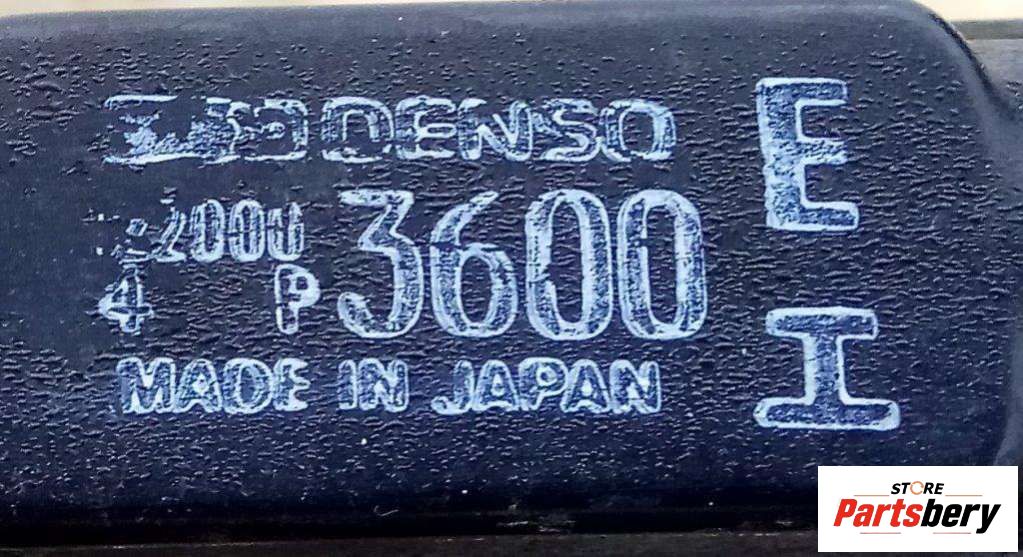 DENSO
2000
4 P 3600
MADE IN JAPAN
E
I
STORE
Partsbery